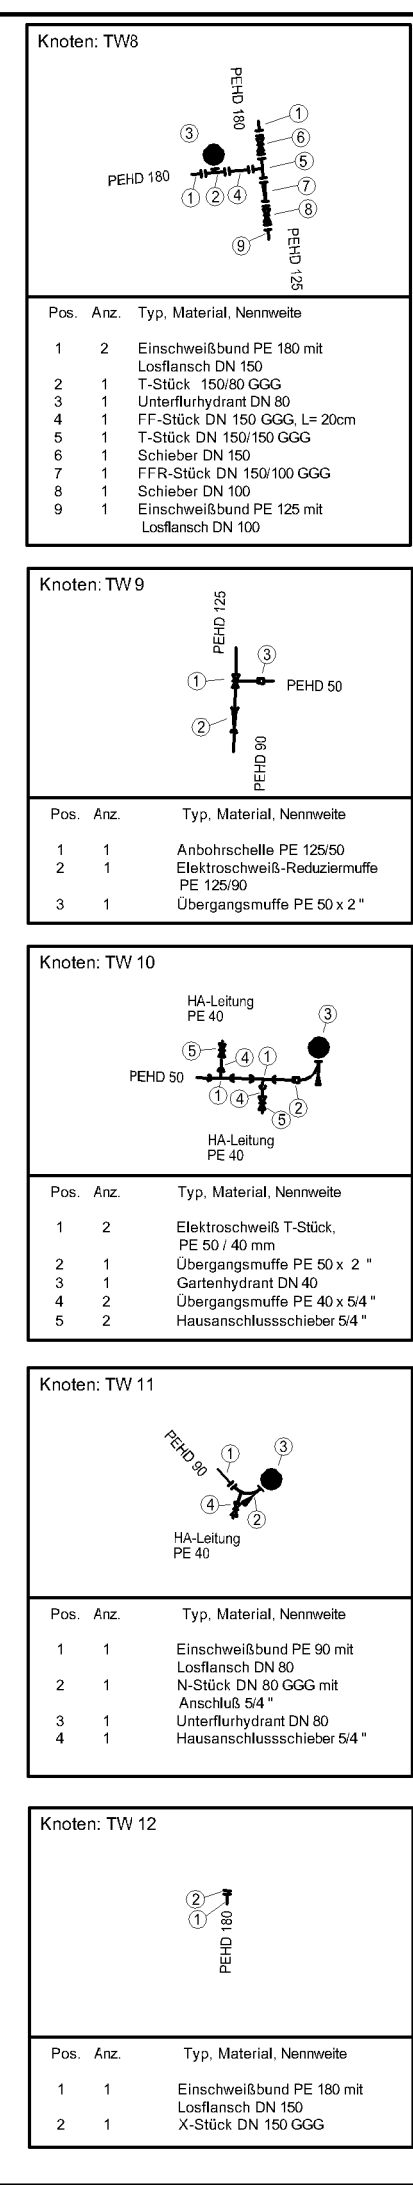 Knoten: TW8
PEHD 180
1
3
6
5
PEHD 180
7
1
2
4
8
9
PEHD 125
Pos. Anz. Typ, Material, Nennweite
1 2 Einschweißbund PE 180 mit
Losflansch DN 150
2 1 T-Stück 150/80 GGG
3 1 Unterflurhydrant DN 80
4 1 FF-Stück DN 150 GGG, L= 20cm
5 1 T-Stück DN 150/150 GGG
6 1 Schieber DN 150
7 1 FFR-Stück DN 150/100 GGG
8 1 Schieber DN 100
9 1 Einschweißbund PE 125 mit
Losflansch DN 100
Knoten: TW 9
PEHD 125
3
1
PEHD 50
2
PEHD 90
Pos. Anz. Typ, Material, Nennweite
1 1 Anbohrschelle PE 125/50
2 1 Elektroschweiß-Reduziermuffe
PE 125/90
3 1 Übergangsmuffe PE 50 x 2 "
Knoten: TW 10
HA-Leitung
PE 40
3
5
4
1
PEHD 50
1
4
2
5
HA-Leitung
PE 40
Pos. Anz. Typ, Material, Nennweite
1 2 Elektroschweiß T-Stück,
PE 50 / 40 mm
2 1 Übergangsmuffe PE 50 x 2 "
3 1 Gartenhydrant DN 40
4 2 Übergangsmuffe PE 40 x 5/4 "
5 2 Hausanschlussschieber 5/4 "
Knoten: TW 11
PEHD 90
1
3
4
2
HA-Leitung
PE 40
Pos. Anz. Typ, Material, Nennweite
1 1 Einschweißbund PE 90 mit
Losflansch DN 80
2 1 N-Stück DN 80 GGG mit
Anschluß 5/4 "
3 1 Unterflurhydrant DN 80
4 1 Hausanschlussschieber 5/4 "
Knoten: TW 12
2
1
PEHD 180
Pos. Anz. Typ, Material, Nennweite
1 1 Einschweißbund PE 180 mit
Losflansch DN 150
2 1 X-Stück DN 150 GGG